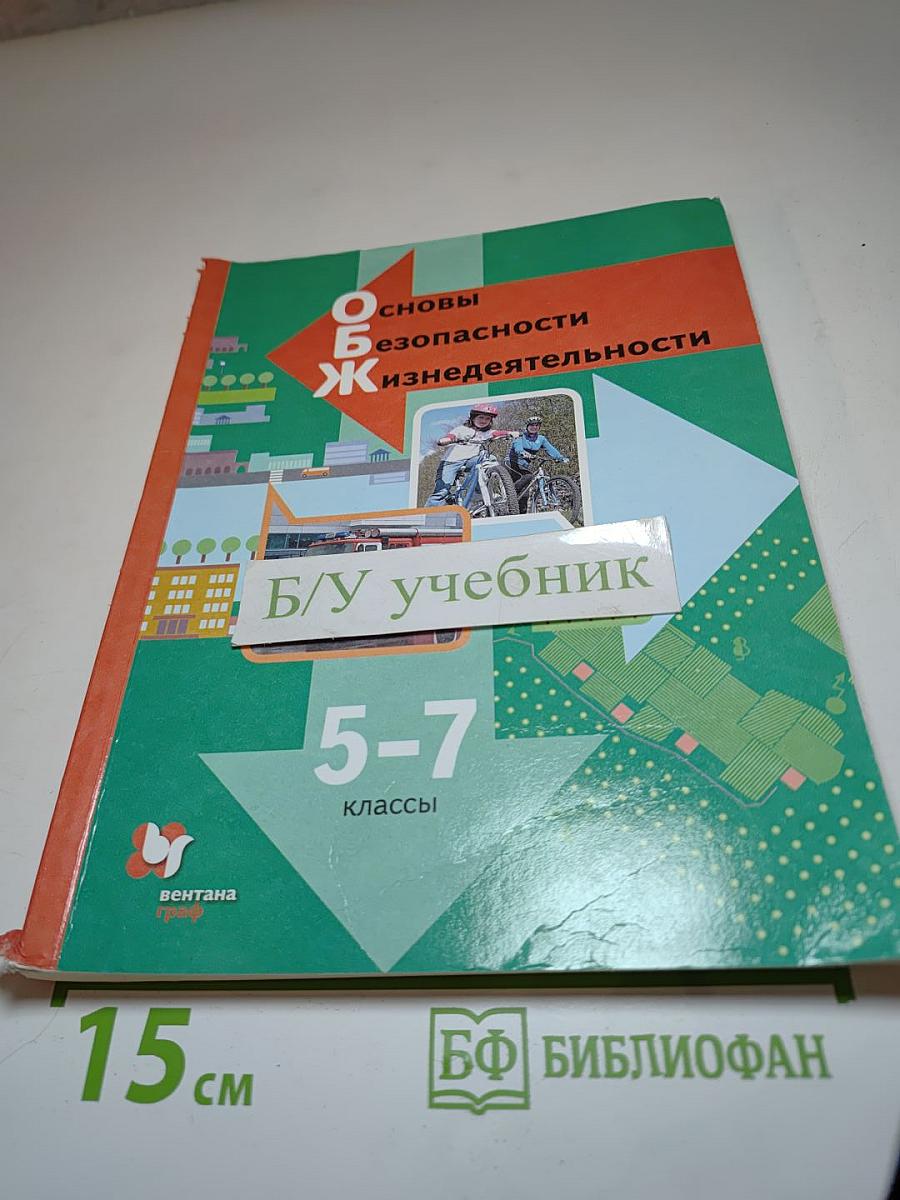 Основы
Безопасности
Жизнедеятельности
Б/У учебник
5-7
классы
вентана
граф
15 см
БФ БИБЛИОФАН